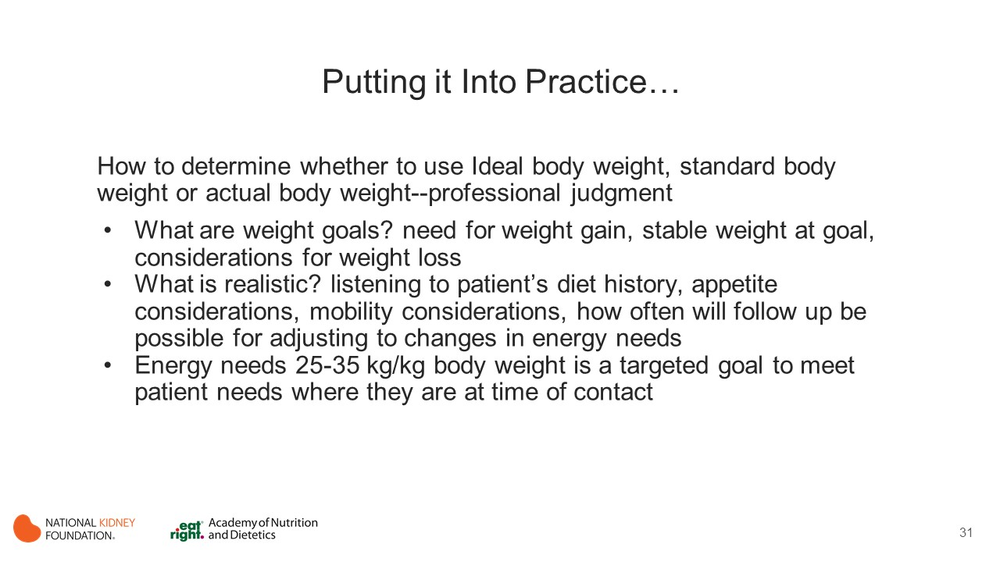 Putting it Into Practice…
How to determine whether to use Ideal body weight, standard body
weight or actual body weight--professional judgment
• What are weight goals? need for weight gain, stable weight at goal,
considerations for weight loss
• What is realistic? listening to patient’s diet history, appetite
considerations, mobility considerations, how often will follow up be
possible for adjusting to changes in energy needs
• Energy needs 25-35 kg/kg body weight is a targeted goal to meet
patient needs where they are at time of contact
NATIONAL KIDNEY
FOUNDATION®
eat
right.
Academy of Nutrition
and Dietetics
31